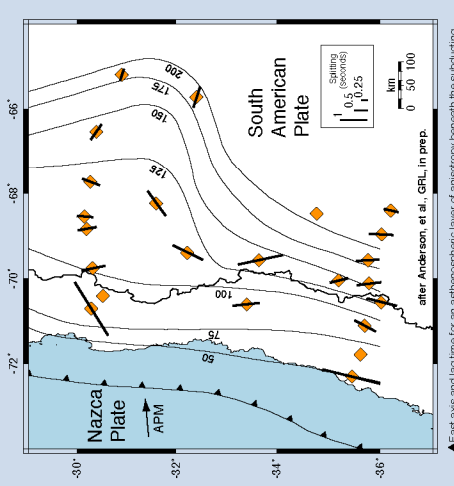 -66°
-68°
-70°
-72°
-30°
-32°
-34°
-36°
Nazca
Plate
APM
South
American
Plate
Splitting
(seconds)
1
0.5
0.25
km
0 50 100
200
175
150
125
100
75
50
after Anderson, et al., GRL, in prep.
Fast axis and lag time for an asthenospheric layer of anisotropy beneath the subducting